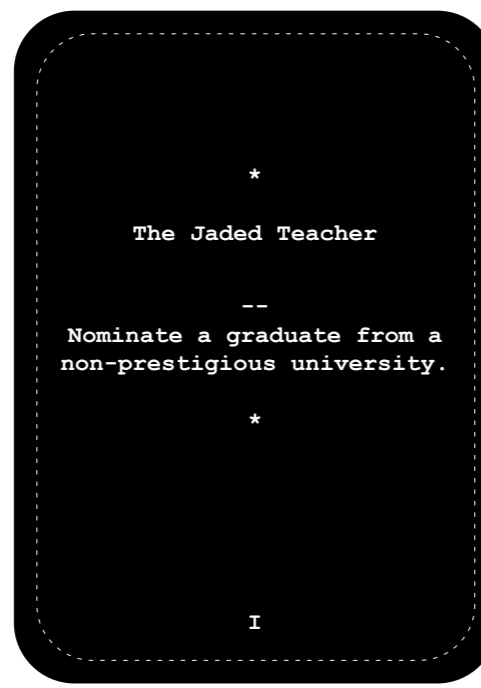 *
The Jaded Teacher
--
Nominate a graduate from a
non-prestigious university.
*
I